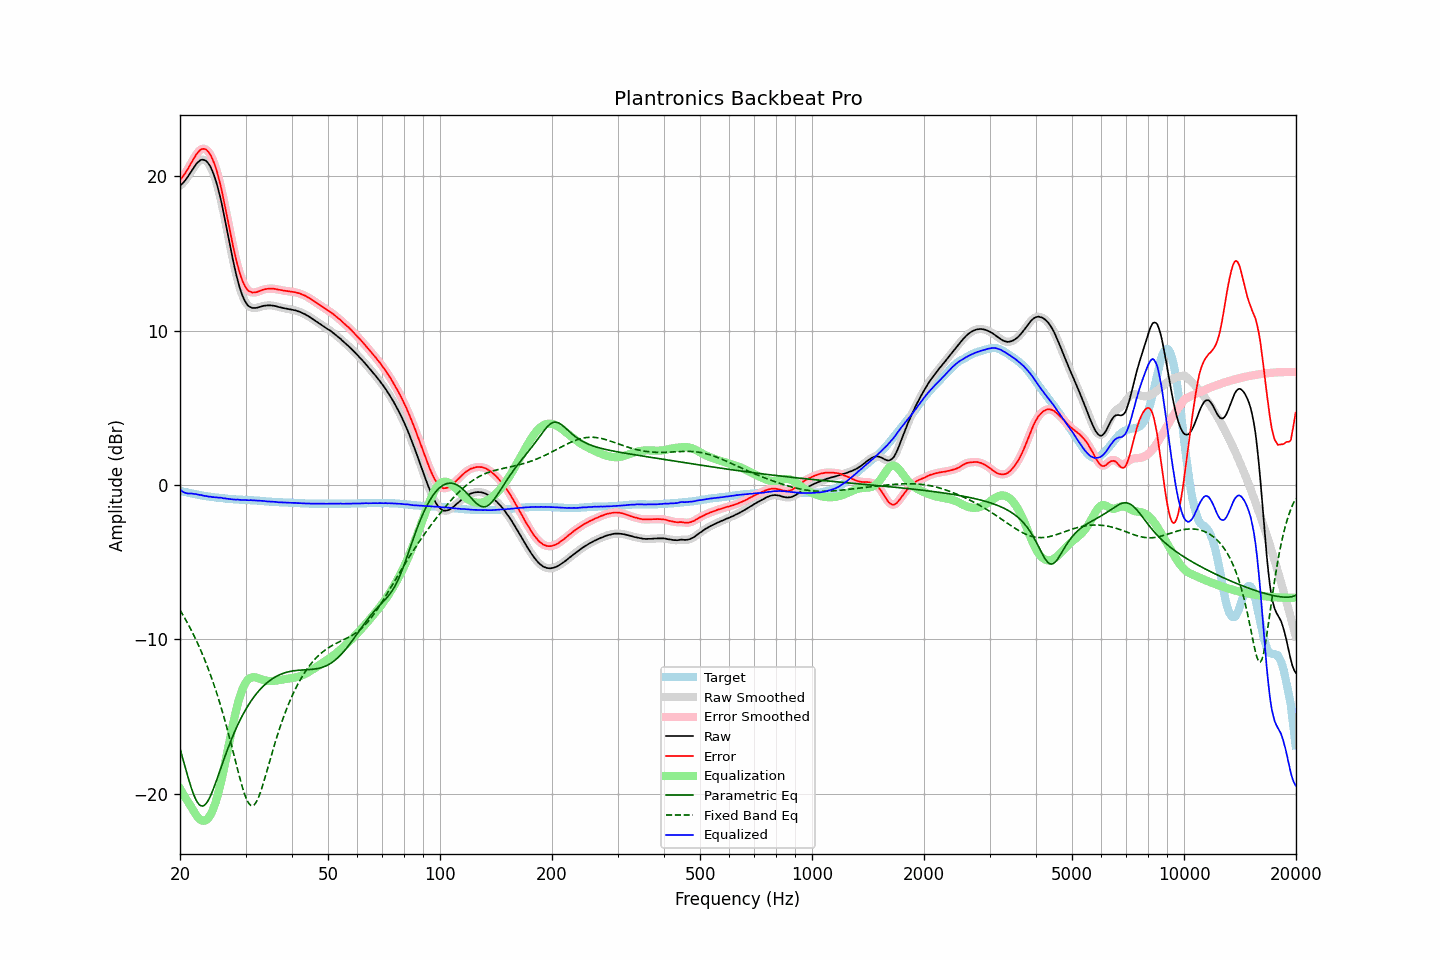 Plantronics Backbeat Pro
Amplitude (dBr)
20
10
0
−10
−20
Target
Raw Smoothed
Error Smoothed
Raw
Error
Equalization
Parametric Eq
Fixed Band Eq
Equalized
20 50 100 200 500 1000 2000 5000 10000 20000
Frequency (Hz)